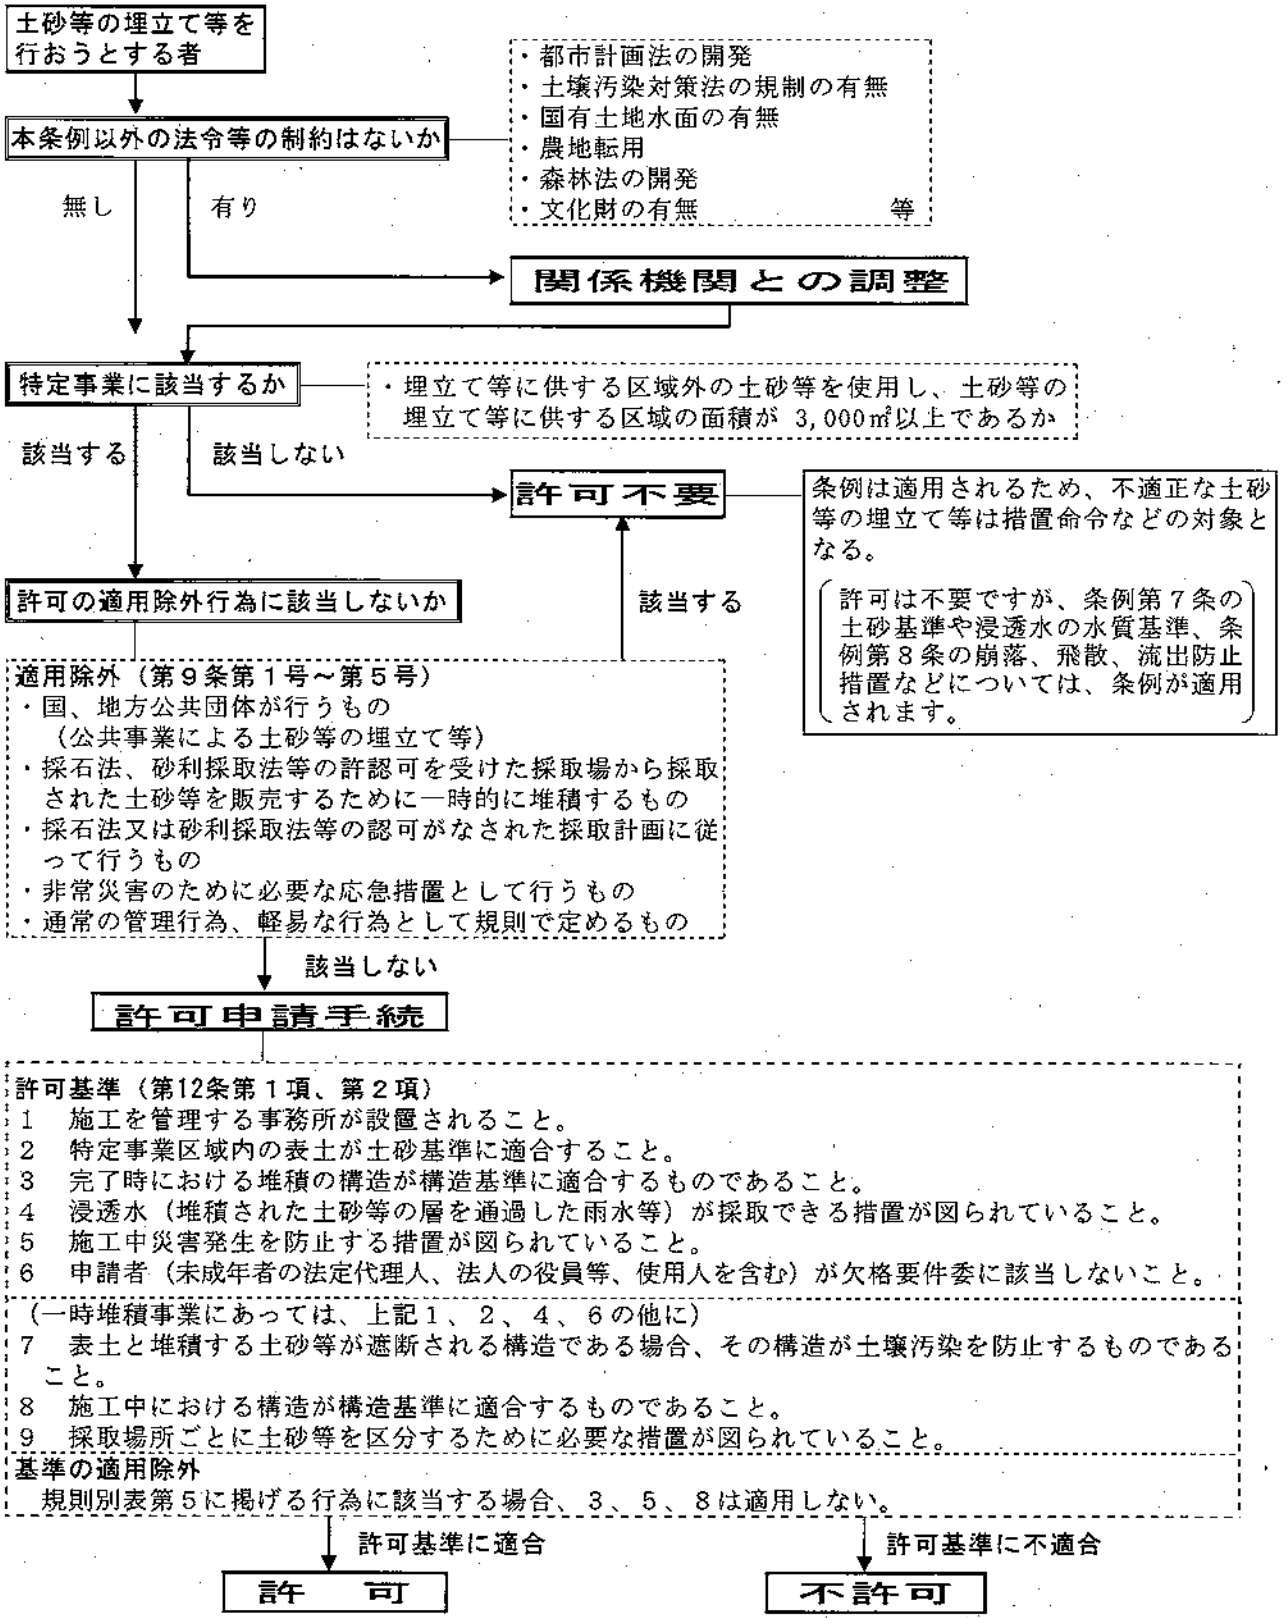 土砂等の埋立て等を
行おうとする者
本条例以外の法令等の制約はないか
・都市計画法の開発
・土壌汚染対策法の規制の有無
・国有土地水面の有無
・農地転用
・森林法の開発
・文化財の有無　等
無し
有り
関係機関との調整
特定事業に該当するか
・埋立て等に供する区域外の土砂等を使用し、土砂等の
埋立て等に供する区域の面積が 3,000㎡以上であるか
該当する
該当しない
許可不要
条例は適用されるため、不適正な土砂
等の埋立て等は措置命令などの対象と
なる。
許可は不要ですが、条例第７条の
土砂基準や浸透水の水質基準、条
例第８条の崩落、飛散、流出防止
措置などについては、条例が適用
されます。
許可の適用除外行為に該当しないか
該当する
適用除外（第９条第１号～第５号）
・国、地方公共団体が行うもの
（公共事業による土砂等の埋立て等）
・採石法、砂利採取法等の許認可を受けた採取場から採取
された土砂等を販売するために一時的に堆積するもの
・採石法又は砂利採取法等の認可がなされた採取計画に従
って行うもの
・非常災害のために必要な応急措置として行うもの
・通常の管理行為、軽易な行為として規則で定めるもの
該当しない
許可申請手続
許可基準（第12条第１項、第２項）
１　施工を管理する事務所が設置されること。
２　特定事業区域内の表土が土砂基準に適合すること。
３　完了時における堆積の構造が構造基準に適合するものであること。
４　浸透水（堆積された土砂等の層を通過した雨水等）が採取できる措置が図られていること。
５　施工中災害発生を防止する措置が図られていること。
６　申請者（未成年者の法定代理人、法人の役員等、使用人を含む）が欠格要件委に該当しないこと。
（一時堆積事業にあっては、上記１、２、４、６の他に）
７　表土と堆積する土砂等が遮断される構造である場合、その構造が土壌汚染を防止するものである
こと。
８　施工中における構造が構造基準に適合するものであること。
９　採取場所ごとに土砂等を区分するために必要な措置が図られていること。
基準の適用除外
規則別表第５に掲げる行為に該当する場合、３、５、８は適用しない。
許可基準に適合
許可基準に不適合
許　可
不許可